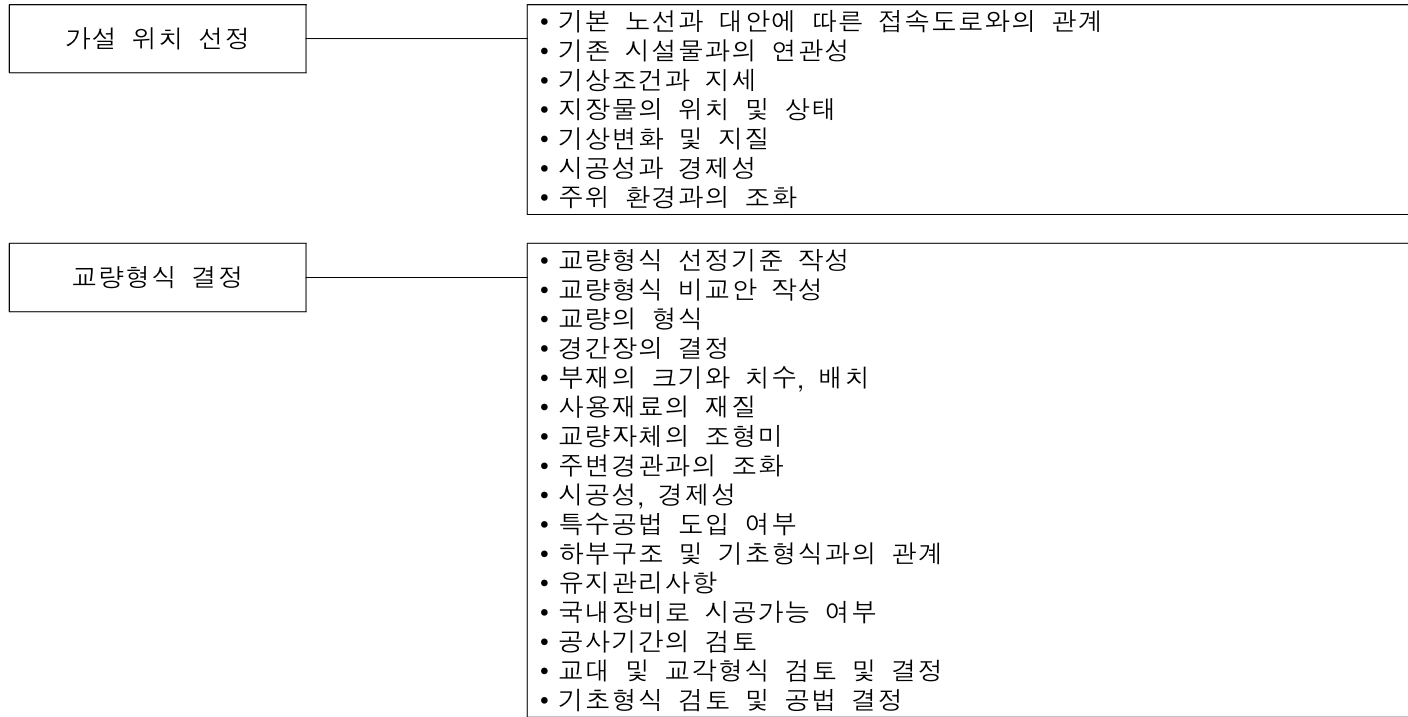 가설 위치 선정
• 기본 노선과 대안에 따른 접속도로와의 관계
• 기존 시설물과의 연관성
• 기상조건과 지세
• 지장물의 위치 및 상태
• 기상변화 및 지질
• 시공성과 경제성
• 주위 환경과의 조화
교량형식 결정
• 교량형식 선정기준 작성
• 교량형식 비교안 작성
• 교량의 형식
• 경간장의 결정
• 부재의 크기와 치수, 배치
• 사용재료의 재질
• 교량자체의 조형미
• 주변경관과의 조화
• 시공성, 경제성
• 특수공법 도입 여부
• 하부구조 및 기초형식과의 관계
• 유지관리사항
• 국내장비로 시공가능 여부
• 공사기간의 검토
• 교대 및 교각형식 검토 및 결정
• 기초형식 검토 및 공법 결정